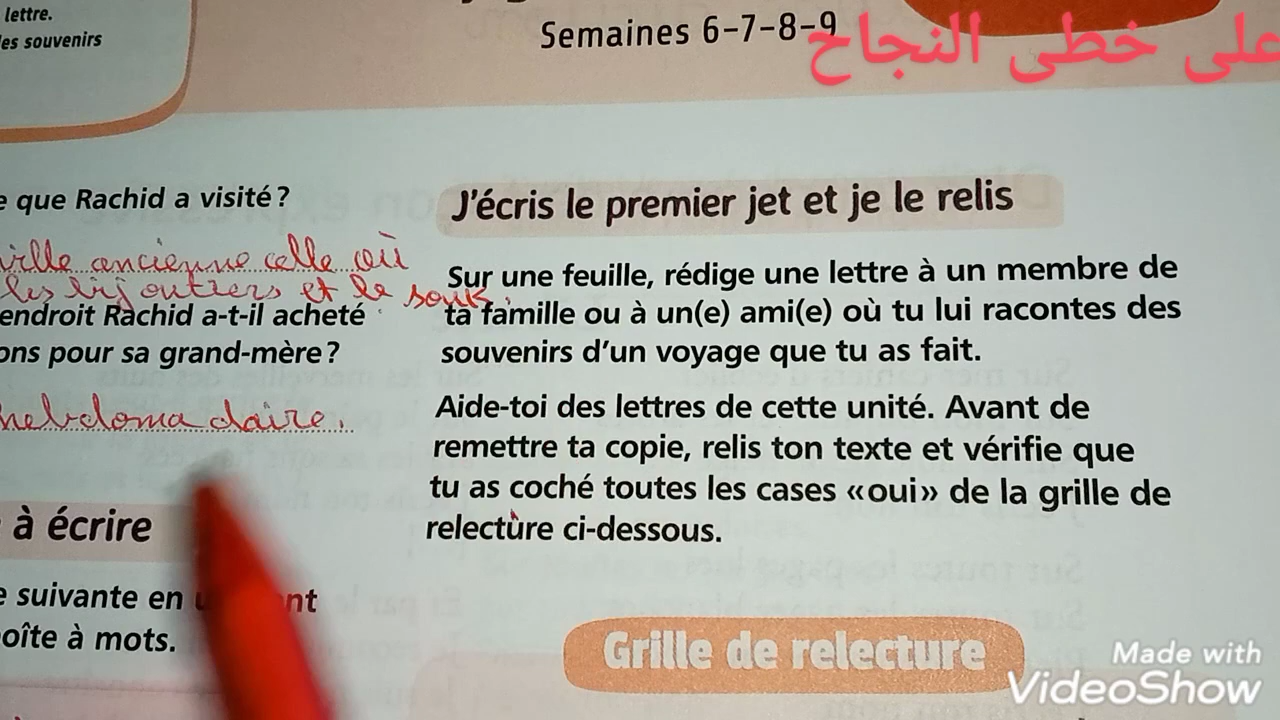 lettre.
es souvenirs
Semaines 6-7-8-9
على خطى النجاح
e que Rachid a visité ?
ville ancienne celle où
les bijoutiers et le souk.
endroit Rachid a-t-il acheté
ons pour sa grand-mère ?
hebdomadaire.
à écrire
e suivante en
nt
oîte à mots.
J'écris le premier jet et je le relis
Sur une feuille, rédige une lettre à un membre de
ta famille ou à un(e) ami(e) où tu lui racontes des
souvenirs d'un voyage que tu as fait.
Aide-toi des lettres de cette unité. Avant de
remettre ta copie, relis ton texte et vérifie que
tu as coché toutes les cases «oui» de la grille de
relecture ci-dessous.
Grille de relecture
Made with
VideoShow